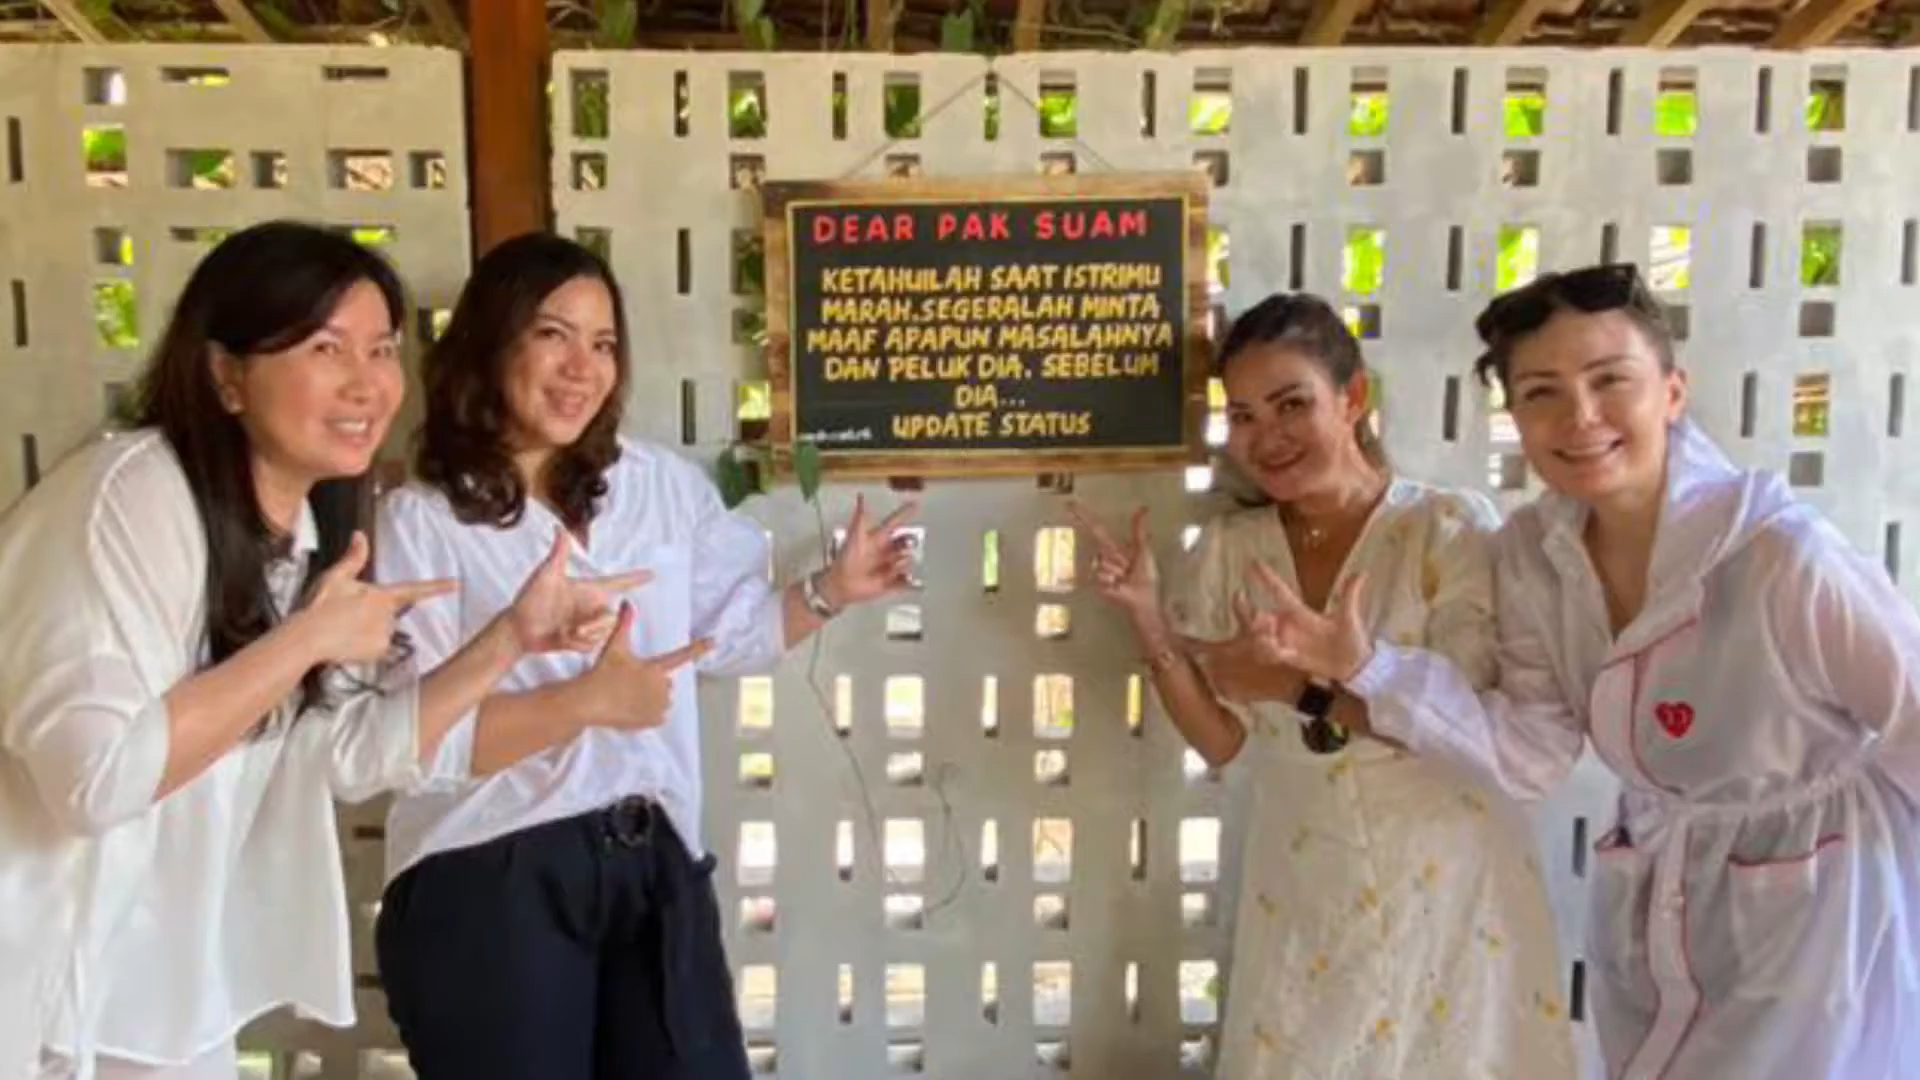 DEAR PAK SUAM
KETAHUILAH SAAT ISTRIMU
MARAH.SEGERALAH MINTA
MAAF APAPUN MASALAHNYA
DAN PELUK DIA. SEBELUM
DIA...
UPDATE STATUS